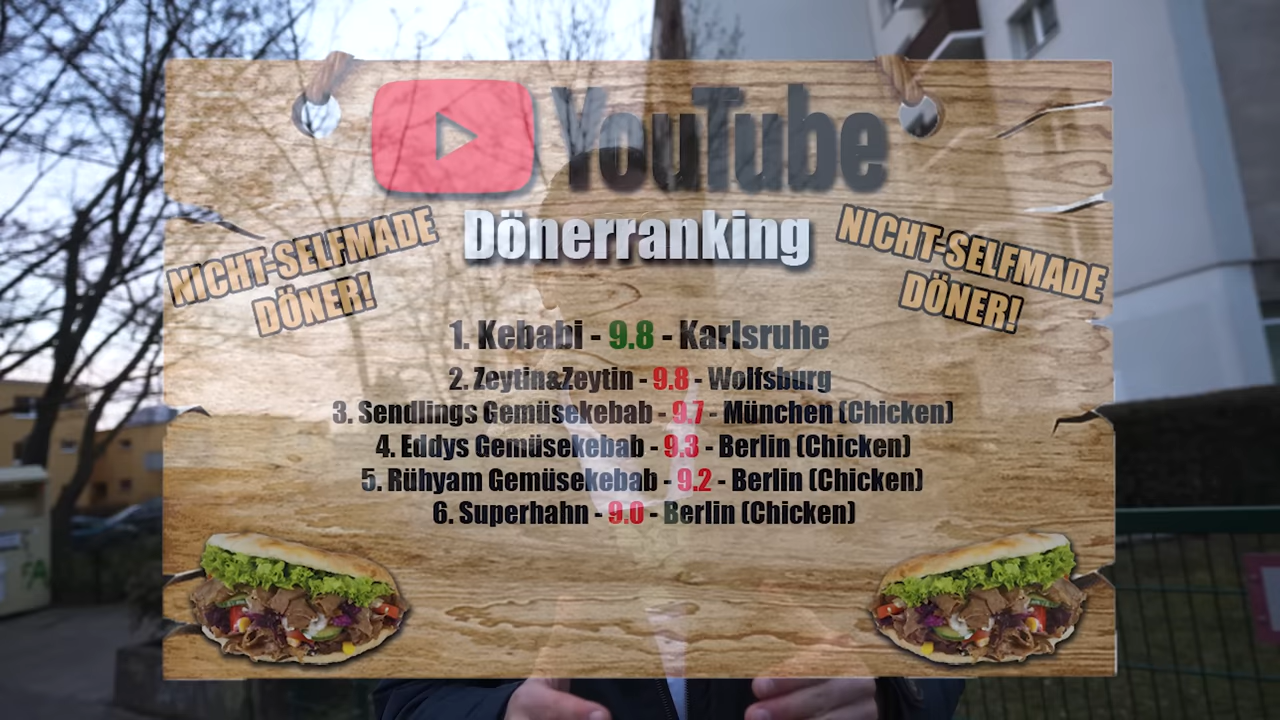 YouTube
Dönerranking
NICHT-SELFMADE
DÖNER!
NICHT-SELFMADE
DÖNER!
1. Kebabi - 9.8 - Karlsruhe
2. Zeytin&Zeytin - 9.8 - Wolfsburg
3. Sendlings Gemüsekebab - 9.7 - München (Chicken)
4. Eddys Gemüsekebab - 9.3 - Berlin (Chicken)
5. Rühyam Gemüsekebab - 9.2 - Berlin (Chicken)
6. Superhahn - 9.0 - Berlin (Chicken)